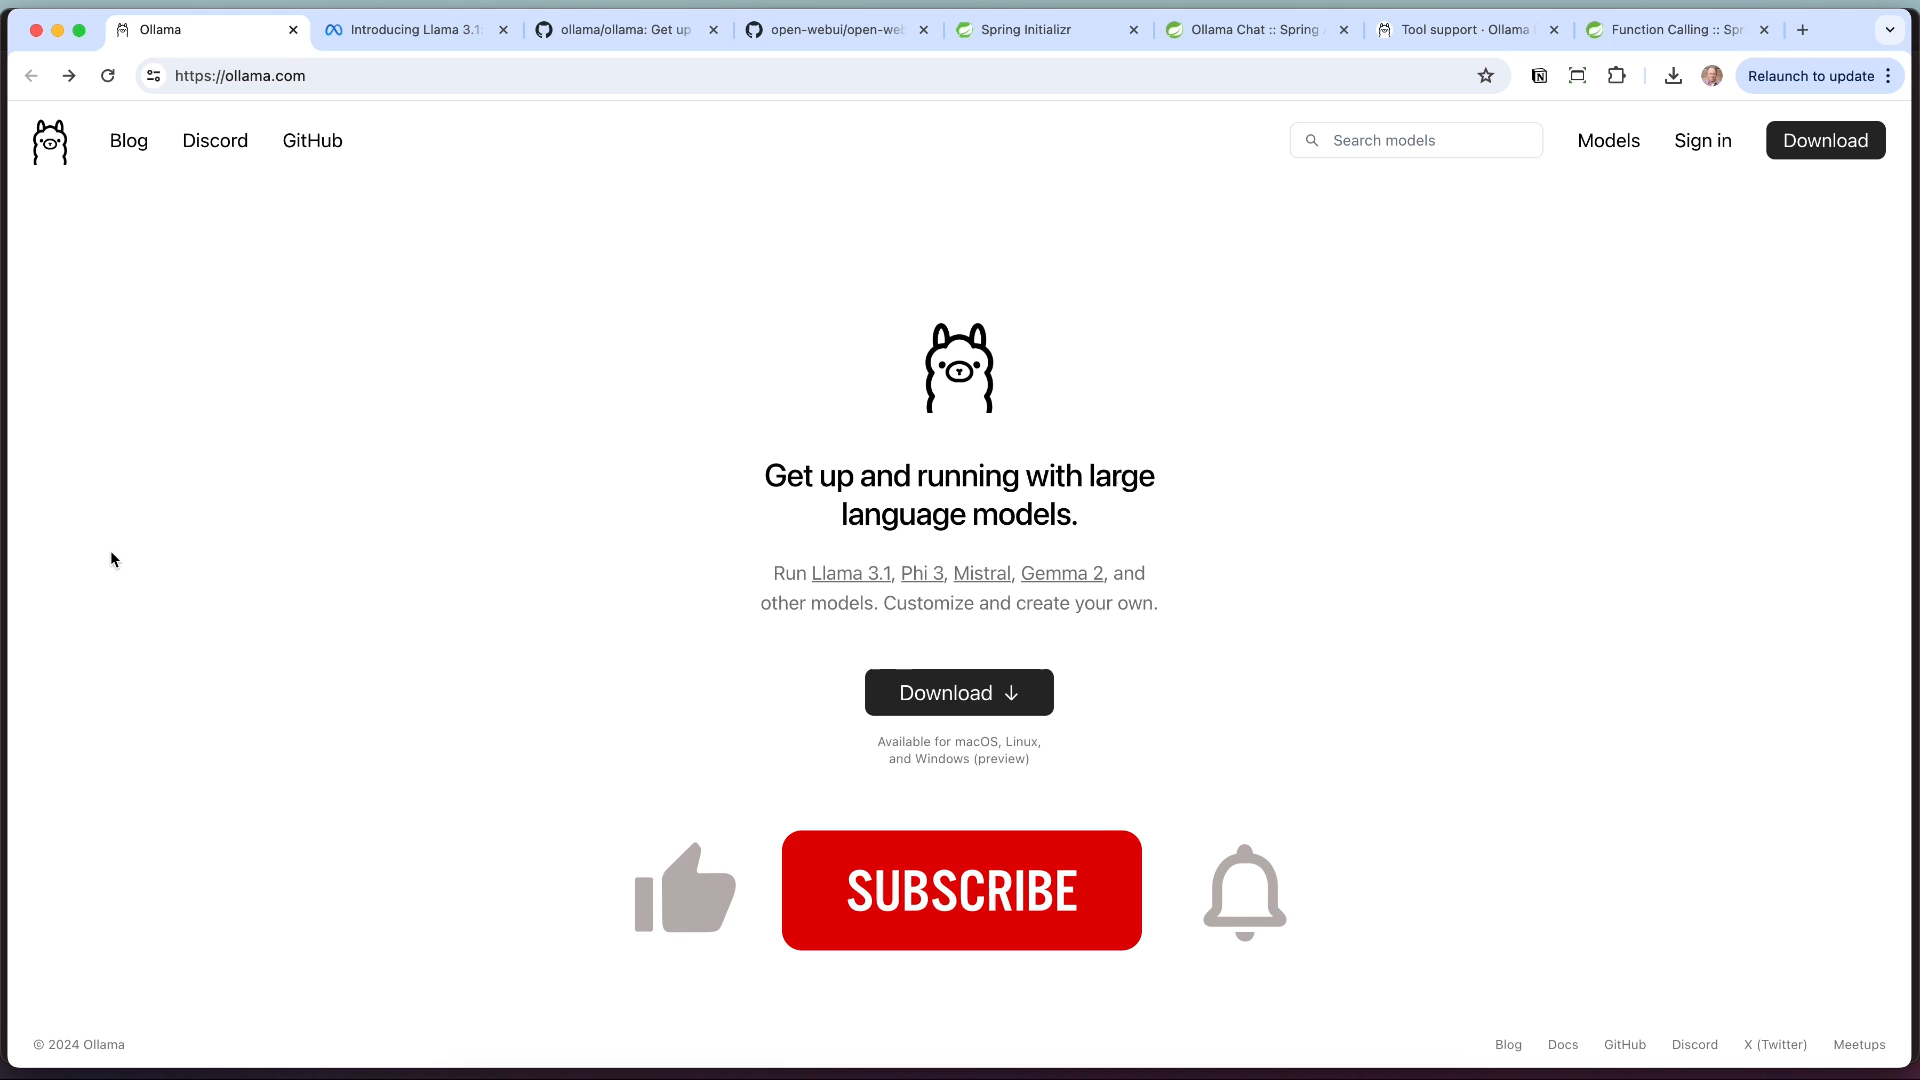 Ollama
Introducing Llama 3.1:
ollama/ollama: Get up
open-webui/open-web
Spring Initializr
Ollama Chat :: Spring
Tool support · Ollama
Function Calling :: Spr
https://ollama.com
Relaunch to update
Blog
Discord
GitHub
Search models
Models
Sign in
Download
Get up and running with large
language models.
Run Llama 3.1, Phi 3, Mistral, Gemma 2, and
other models. Customize and create your own.
Download ↓
Available for macOS, Linux,
and Windows (preview)
SUBSCRIBE
© 2024 Ollama
Blog
Docs
GitHub
Discord
X (Twitter)
Meetups